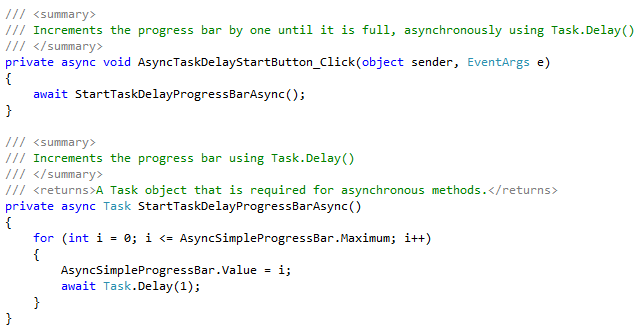 /// <summary>
/// Increments the progress bar by one until it is full, asynchronously using Task.Delay()
/// </summary>
private async void AsyncTaskDelayStartButton_Click(object sender, EventArgs e)
{
    await StartTaskDelayProgressBarAsync();
}

/// <summary>
/// Increments the progress bar using Task.Delay()
/// </summary>
/// <returns>A Task object that is required for asynchronous methods.</returns>
private async Task StartTaskDelayProgressBarAsync()
{
    for (int i = 0; i <= AsyncSimpleProgressBar.Maximum; i++)
    {
        AsyncSimpleProgressBar.Value = i;
        await Task.Delay(1);
    }
}